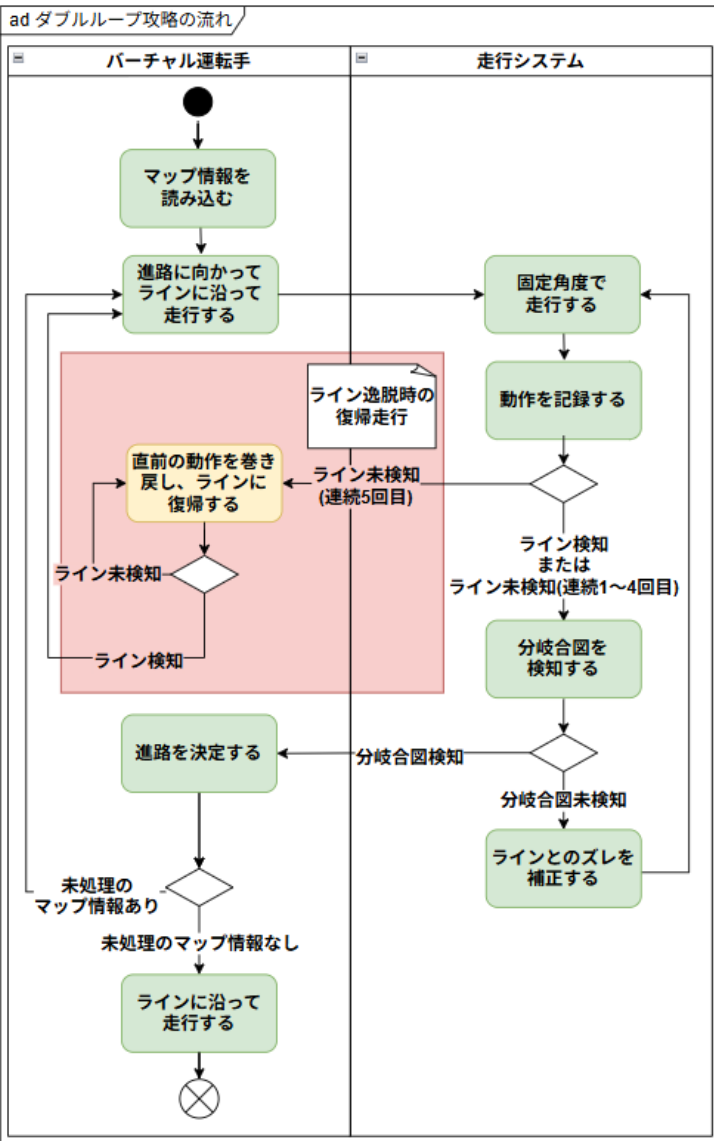 ad ダブルループ攻略の流れ
バーチャル運転手
走行システム
マップ情報を
読み込む
進路に向かって
ラインに沿って
走行する
固定角度で
走行する
動作を記録する
ライン逸脱時の
復帰走行
直前の動作を巻き
戻し、ラインに
復帰する
ライン未検知
(連続5回目)
ライン未検知
ライン検知
ライン検知
または
ライン未検知(連続1〜4回目)
分岐合図を
検知する
進路を決定する
分岐合図検知
分岐合図未検知
ラインとのズレを
補正する
未処理の
マップ情報あり
未処理のマップ情報なし
ラインに沿って
走行する